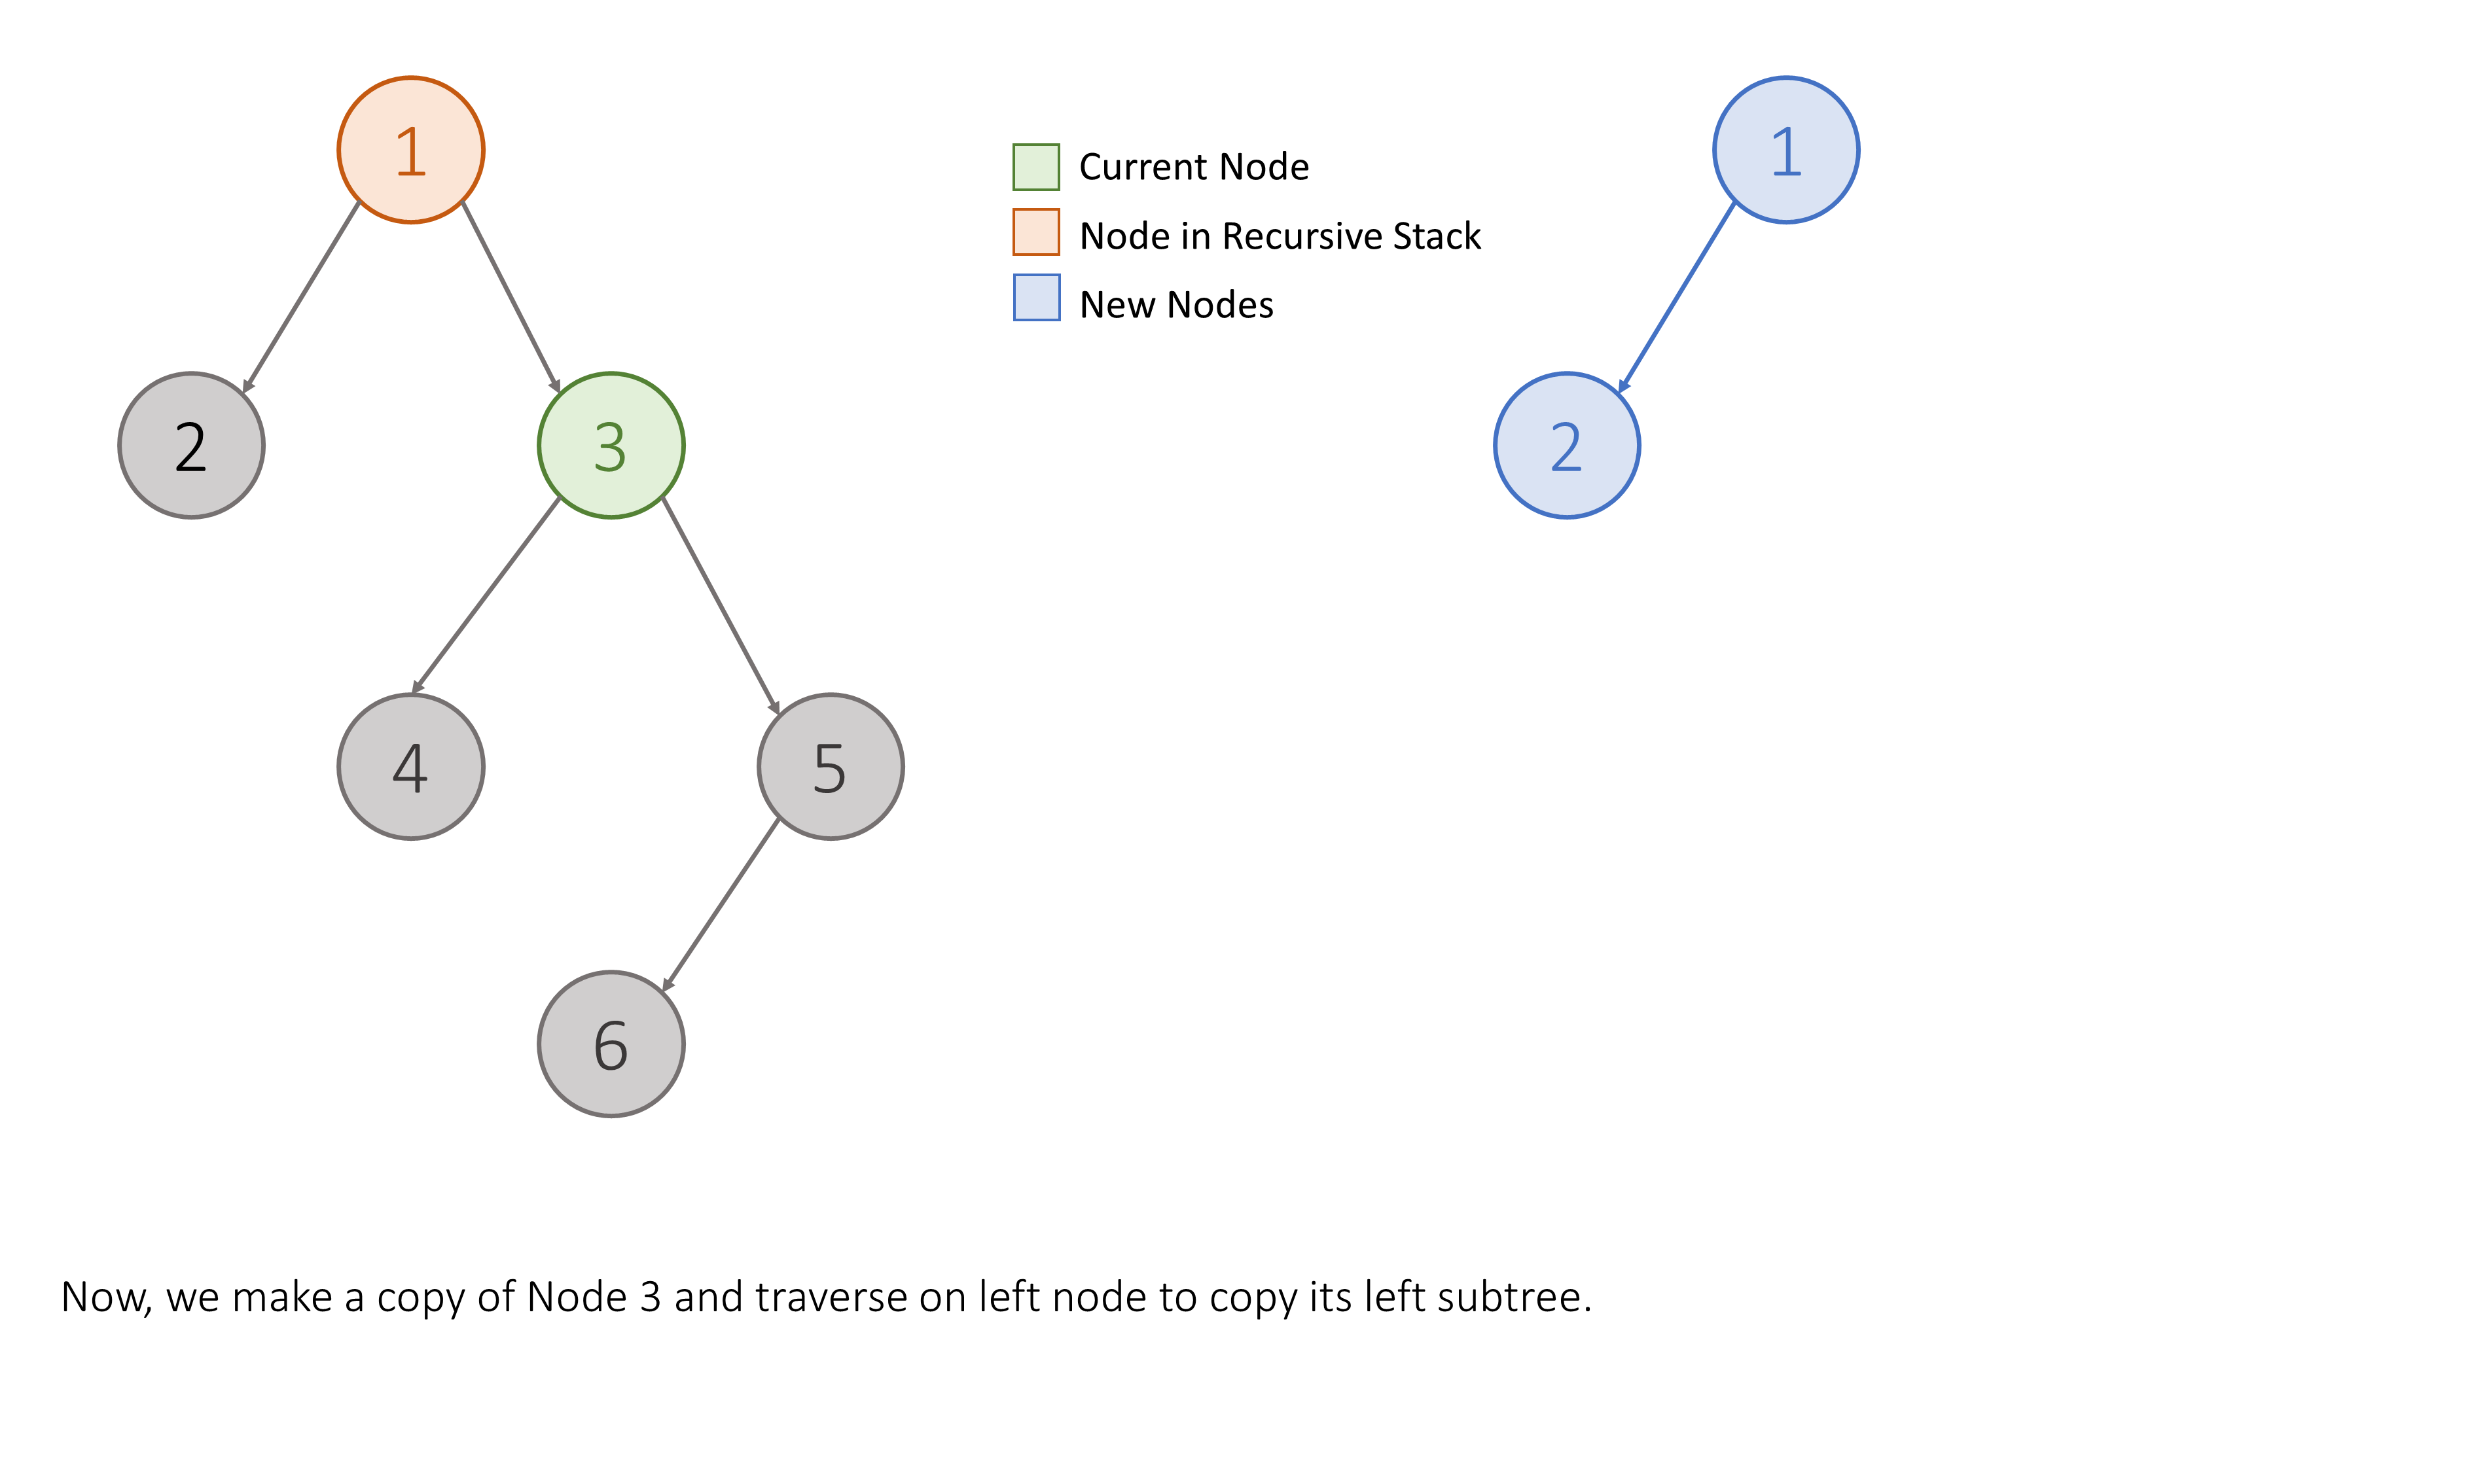 1
1
Current Node
Node in Recursive Stack
New Nodes
2
3
2
4
5
6
Now, we make a copy of Node 3 and traverse on left node to copy its left subtree.